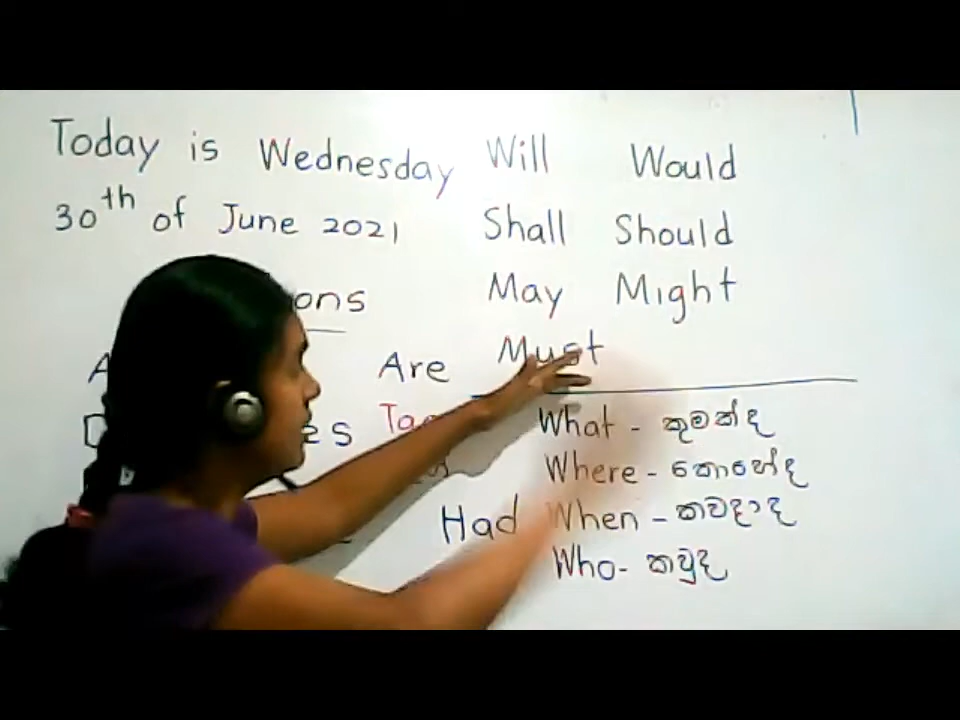 Today is Wednesday
30th of June 2021
Are
Had
Will Would
Shall Should
May Might
Must
What - කුමක්ද
Where - කොහේද
When - කවදාද
Who - කවුද